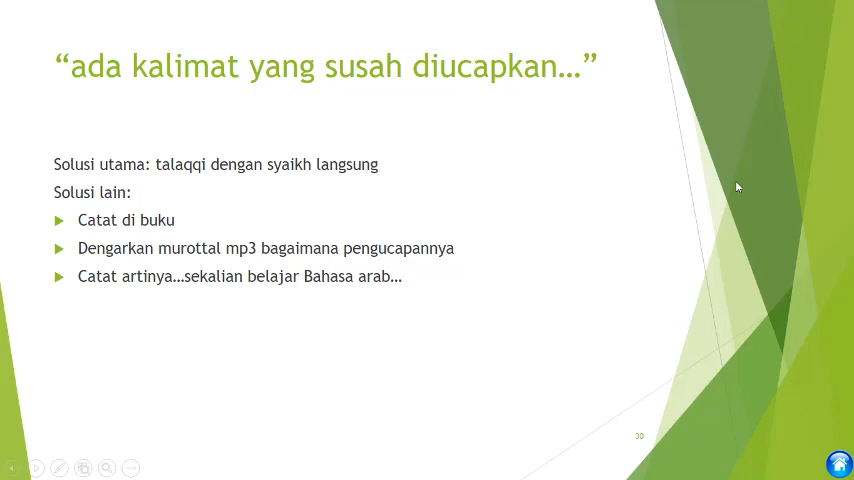 “ada kalimat yang susah diucapkan…”
Solusi utama: talaqqi dengan syaikh langsung
Solusi lain:
Catat di buku
Dengarkan murottal mp3 bagaimana pengucapannya
Catat artinya…sekalian belajar Bahasa arab…
30